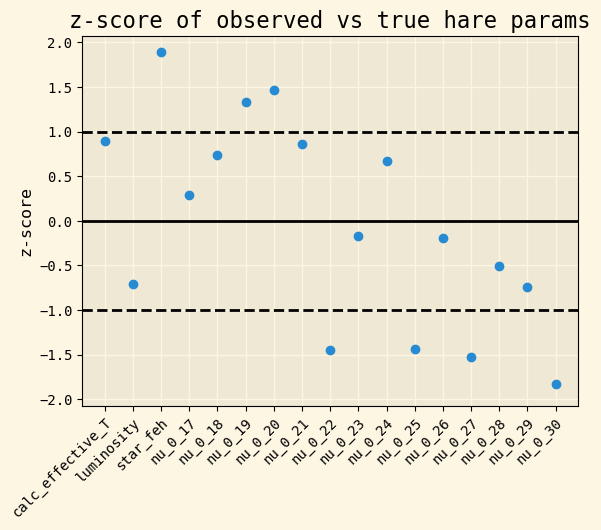 z-score of observed vs true hare params
2.0
1.5
1.0
0.5
0.0
−0.5
−1.0
−1.5
−2.0
z-score
calc_effective_T
luminosity
star_feh
nu_0_17
nu_0_18
nu_0_19
nu_0_20
nu_0_21
nu_0_22
nu_0_23
nu_0_24
nu_0_25
nu_0_26
nu_0_27
nu_0_28
nu_0_29
nu_0_30